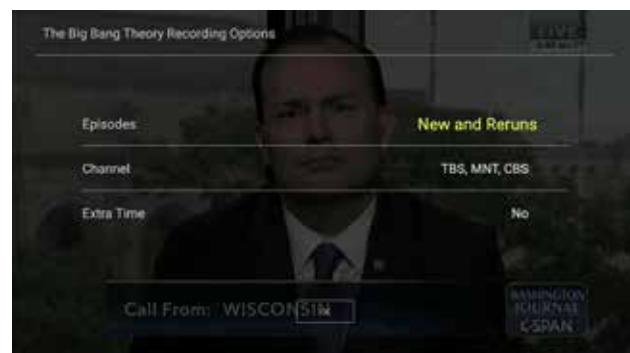 The Big Bang Theory Recording Options
LIVE
Episodes New and Reruns
Channel TBS, MNT, CBS
Extra Time No
Call From: WISCONSIN
WASHINGTON
JOURNAL
C-SPAN